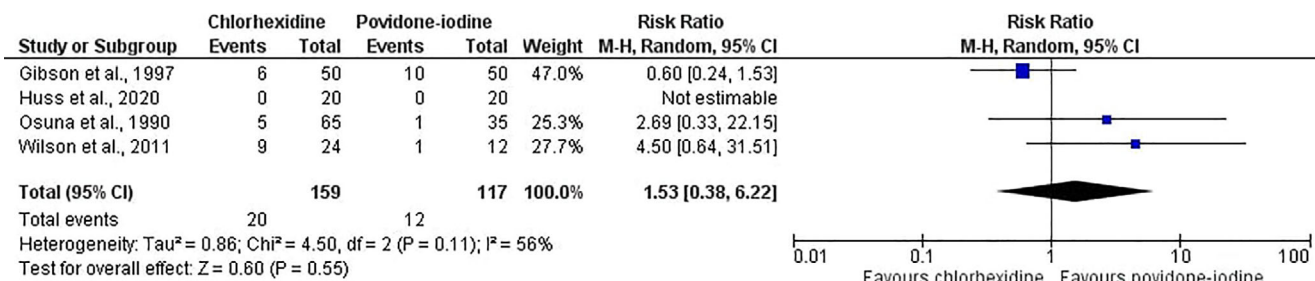 Chlorhexidine Povidone-iodine Risk Ratio Risk Ratio
Study or Subgroup Events Total Events Total Weight M-H, Random, 95% CI M-H, Random, 95% CI
Gibson et al., 1997 6 50 10 50 47.0% 0.60 [0.24, 1.53]
Huss et al., 2020 0 20 0 20 Not estimable
Osuna et al., 1990 5 65 1 35 25.3% 2.69 [0.33, 22.15]
Wilson et al., 2011 9 24 1 12 27.7% 4.50 [0.64, 31.51]
Total (95% CI) 159 117 100.0% 1.53 [0.38, 6.22]
Total events 20 12
Heterogeneity: Tau² = 0.86; Chi² = 4.50, df = 2 (P = 0.11); I² = 56%
Test for overall effect: Z = 0.60 (P = 0.55)
0.01 0.1 1 10 100
Favours chlorhexidine Favours povidone-iodine